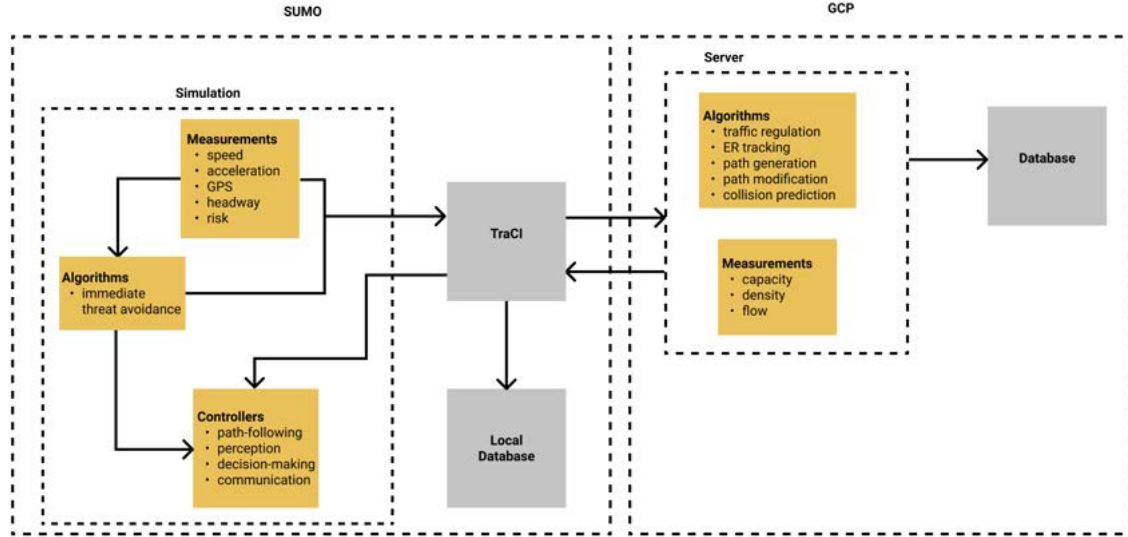 SUMO
GCP
Server
Simulation
Measurements
• speed
• acceleration
• GPS
• headway
• risk
Algorithms
• immediate
threat avoidance
Controllers
• path-following
• perception
• decision-making
• communication
TraCI
Local
Database
Algorithms
• traffic regulation
• ER tracking
• path generation
• path modification
• collision prediction
Measurements
• capacity
• density
• flow
Database